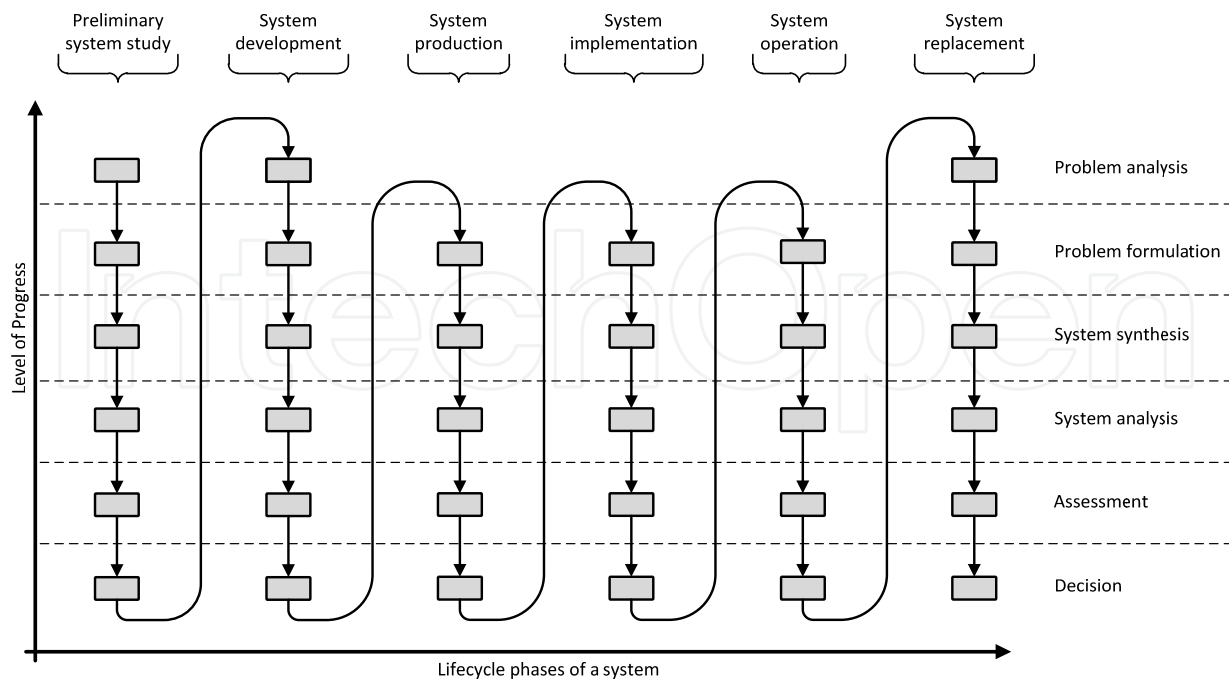 Preliminary
system study
System
development
System
production
System
implementation
System
operation
System
replacement
Problem analysis
Problem formulation
System synthesis
System analysis
Assessment
Decision
Level of Progress
Lifecycle phases of a system
IntechOpen